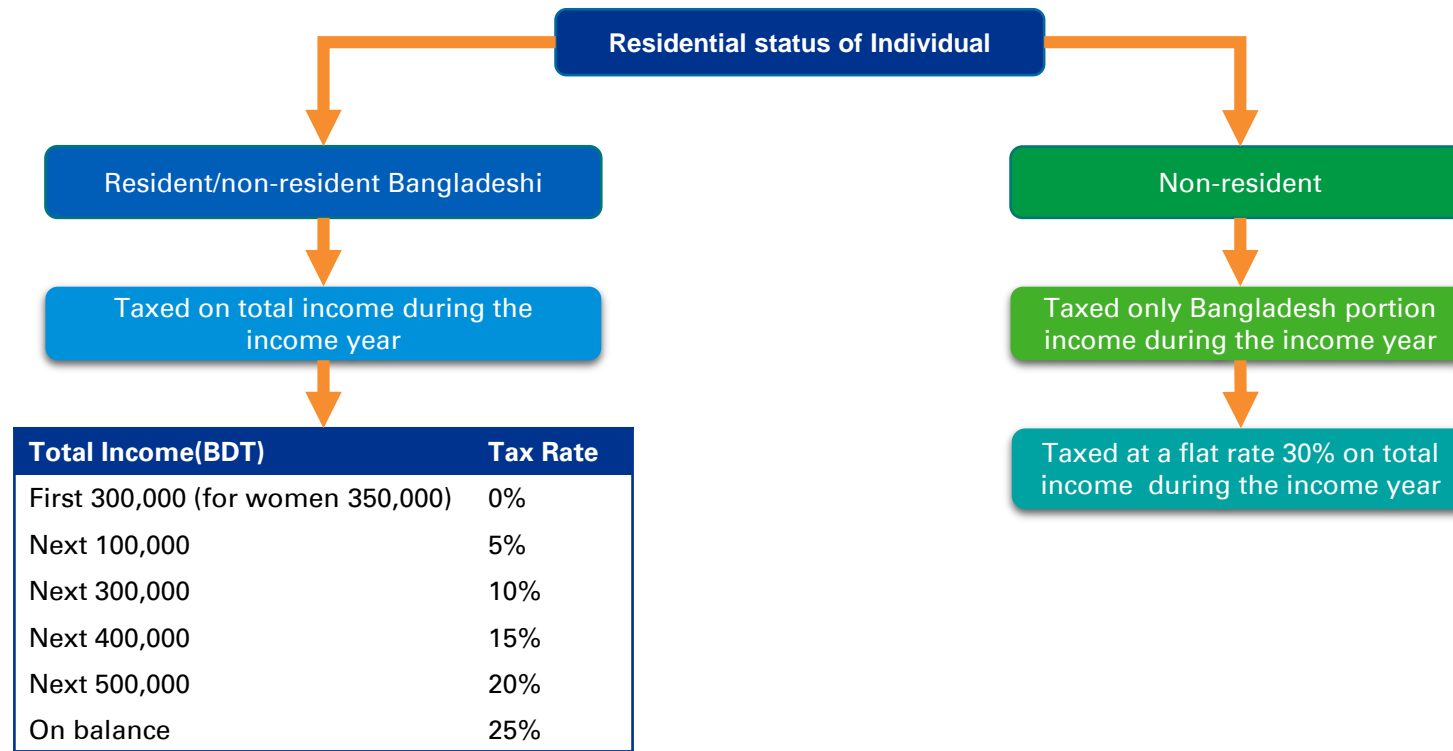 Residential status of Individual
Resident/non-resident Bangladeshi
Non-resident
Taxed on total income during the
income year
Taxed only Bangladesh portion
income during the income year
Total Income(BDT) Tax Rate
First 300,000 (for women 350,000) 0%
Next 100,000 5%
Next 300,000 10%
Next 400,000 15%
Next 500,000 20%
On balance 25%
Taxed at a flat rate 30% on total
income during the income year